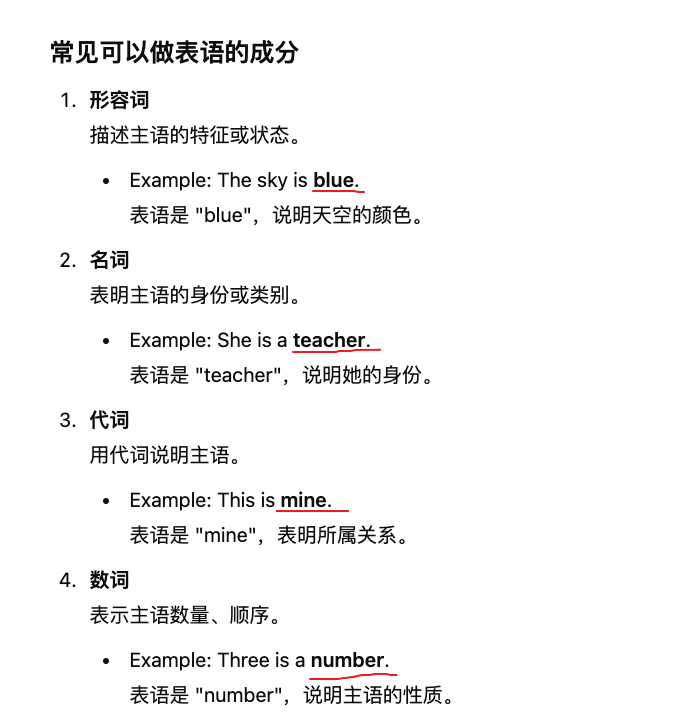 常见可以做表语的成分
1. 形容词
描述主语的特征或状态。
• Example: The sky is blue.
表语是 "blue"，说明天空的颜色。
2. 名词
表明主语的身份或类别。
• Example: She is a teacher.
表语是 "teacher"，说明她的身份。
3. 代词
用代词说明主语。
• Example: This is mine.
表语是 "mine"，表明所属关系。
4. 数词
表示主语数量、顺序。
• Example: Three is a number.
表语是 "number"，说明主语的性质。